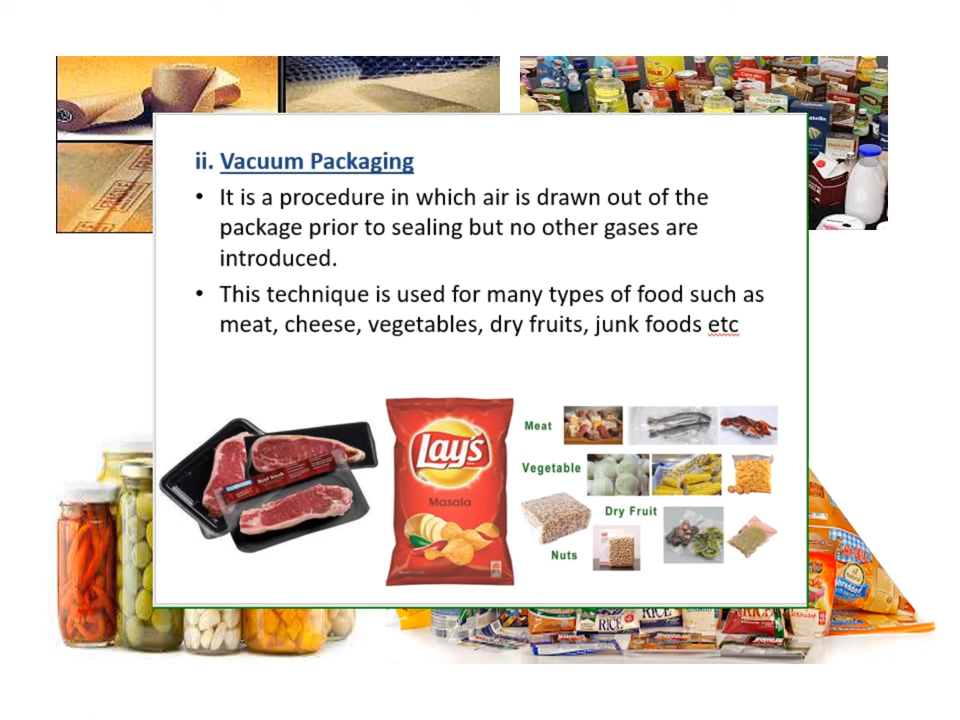 ii. Vacuum Packaging
• It is a procedure in which air is drawn out of the
package prior to sealing but no other gases are
introduced.
• This technique is used for many types of food such as
meat, cheese, vegetables, dry fruits, junk foods etc
Lay's
Masala
Meat
Vegetable
Dry Fruit
Nuts
RICE
RICE